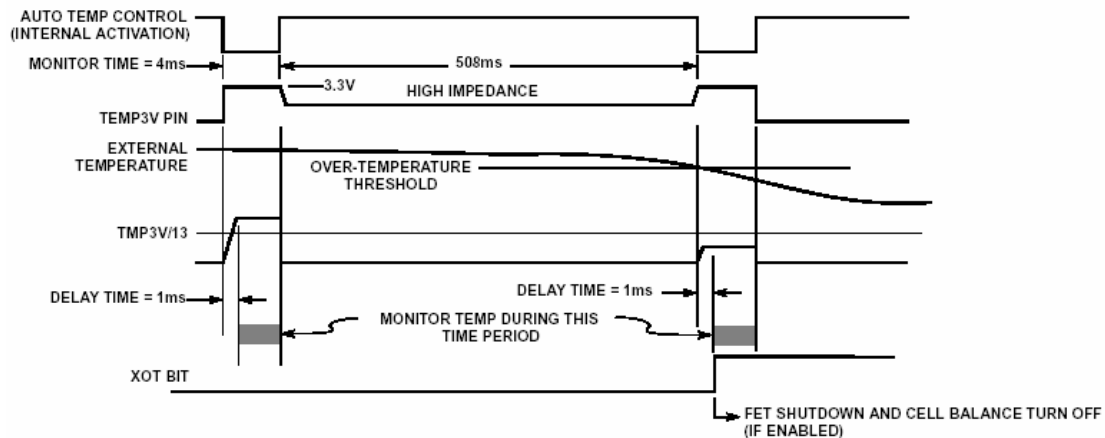 AUTO TEMP CONTROL
(INTERNAL ACTIVATION)
MONITOR TIME = 4ms
508ms
3.3V
HIGH IMPEDANCE
TEMP3V PIN
EXTERNAL
TEMPERATURE
OVER-TEMPERATURE
THRESHOLD
TMP3V/13
DELAY TIME = 1ms
DELAY TIME = 1ms
MONITOR TEMP DURING THIS
TIME PERIOD
XOT BIT
FET SHUTDOWN AND CELL BALANCE TURN OFF
(IF ENABLED)